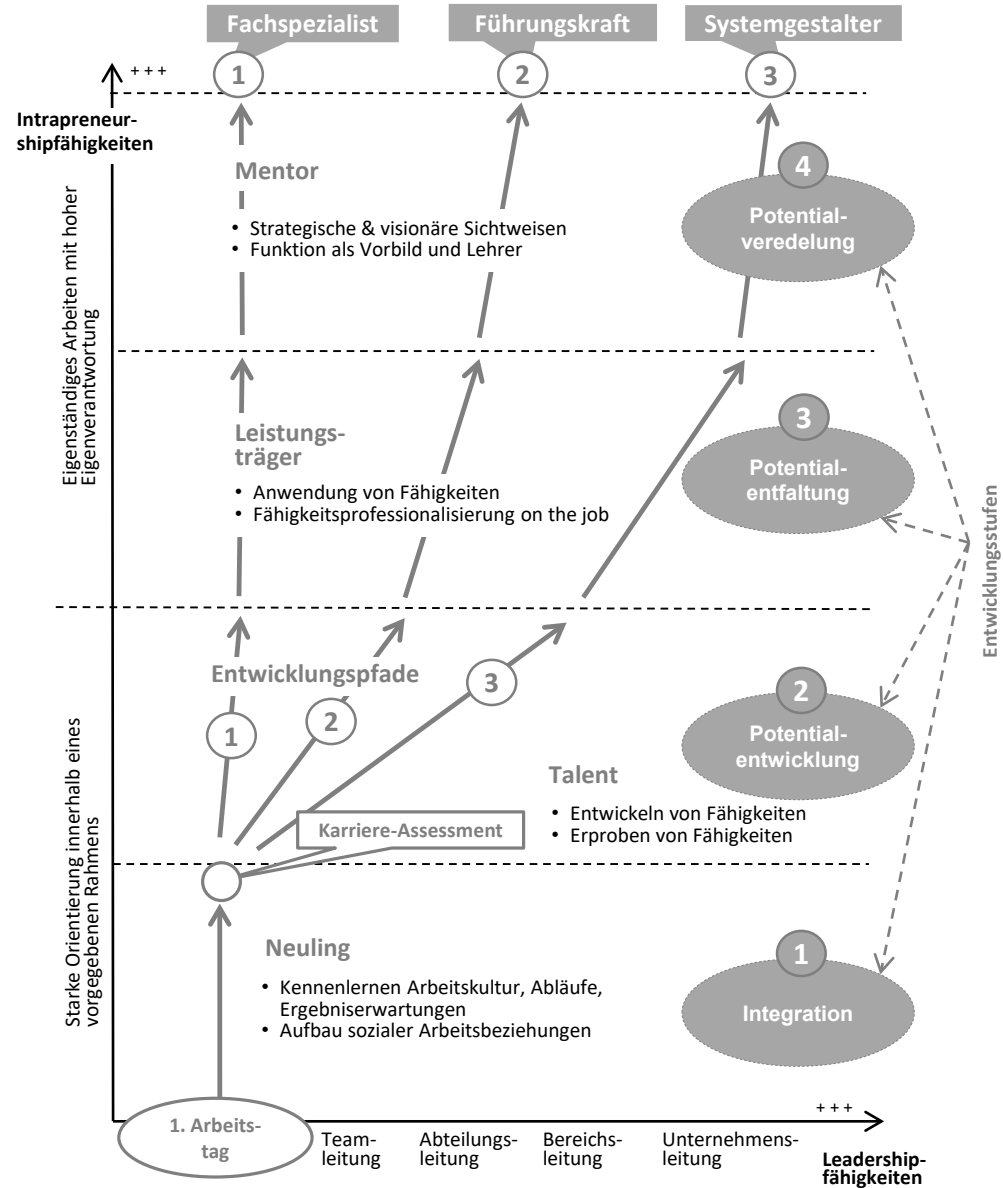 Fachspezialist
Führungskraft
Systemgestalter
1
2
3
+ + +
Intrapreneur-
shipfähigkeiten
Eigenständiges Arbeiten mit hoher
Eigenverantwortung
Mentor
• Strategische & visionäre Sichtweisen
• Funktion als Vorbild und Lehrer
4
Potential-
veredelung
Leistungs-
träger
• Anwendung von Fähigkeiten
• Fähigkeitsprofessionalisierung on the job
3
Potential-
entfaltung
Entwicklungsstufen
Starke Orientierung innerhalb eines
vorgegebenen Rahmens
Entwicklungspfade
1
2
3
2
Potential-
entwicklung
Talent
• Entwickeln von Fähigkeiten
• Erproben von Fähigkeiten
Karriere-Assessment
Neuling
• Kennenlernen Arbeitskultur, Abläufe,
Ergebniserwartungen
• Aufbau sozialer Arbeitsbeziehungen
1
Integration
1. Arbeits-
tag
+ + +
Team-
leitung
Abteilungs-
leitung
Bereichs-
leitung
Unternehmens-
leitung
Leadership-
fähigkeiten